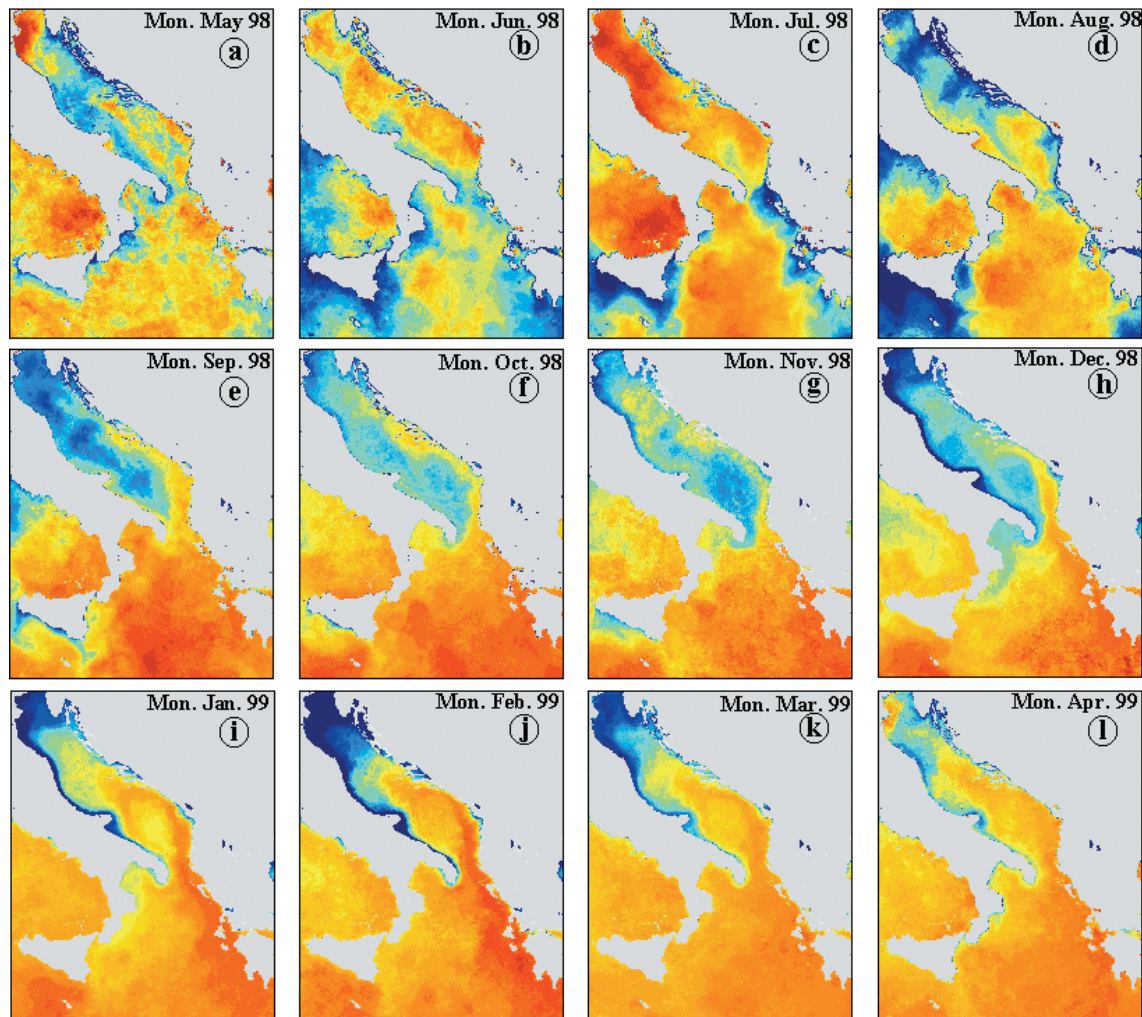 Mon. May 98
a
Mon. Jun. 98
b
Mon. Jul. 98
c
Mon. Aug. 98
d
Mon. Sep. 98
e
Mon. Oct. 98
f
Mon. Nov. 98
g
Mon. Dec. 98
h
Mon. Jan. 99
i
Mon. Feb. 99
j
Mon. Mar. 99
k
Mon. Apr. 99
l